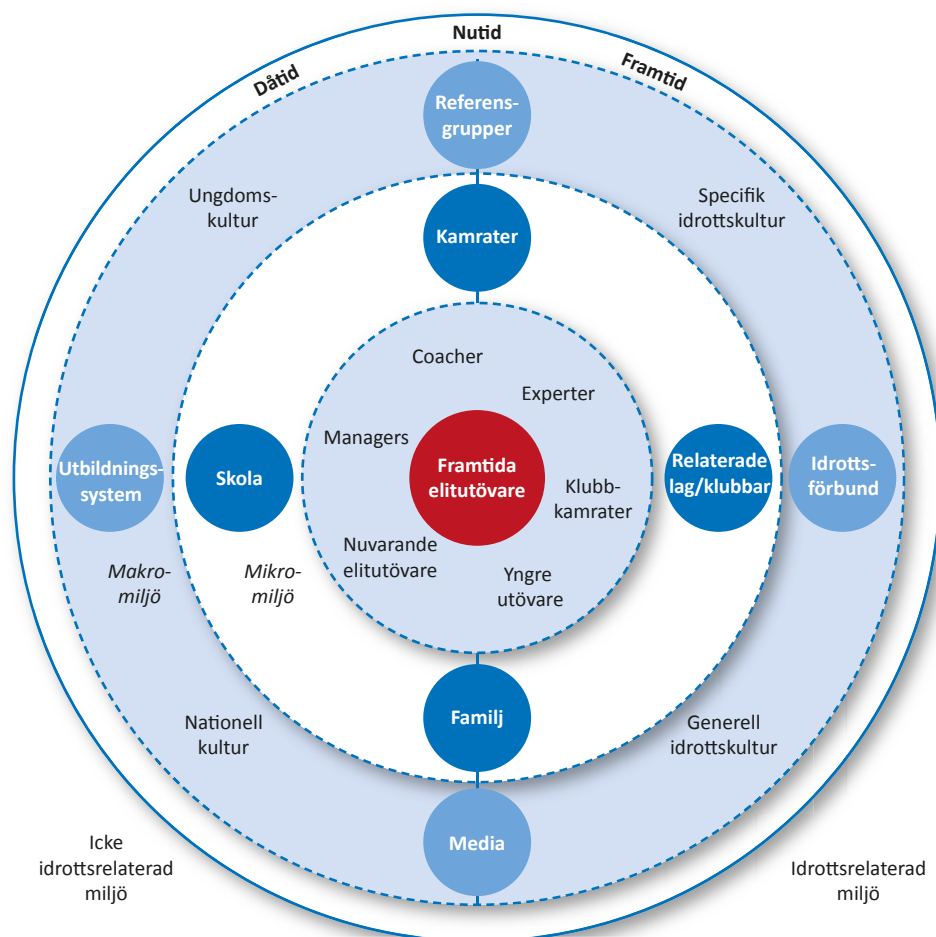 Nutid
Dåtid
Framtid
Referens-
grupper
Ungdoms-
kultur
Specifik
idrottskultur
Kamrater
Coacher
Experter
Managers
Utbildnings-
system
Skola
Framtida
elitutövare
Klubb-
kamrater
Relaterade
lag/klubbar
Idrotts-
förbund
Nuvarande
elitutövare
Yngre
utövare
Makro-
miljö
Mikro-
miljö
Familj
Nationell
kultur
Generell
idrottskultur
Media
Icke
idrottsrelaterad
miljö
Idrottsrelaterad
miljö